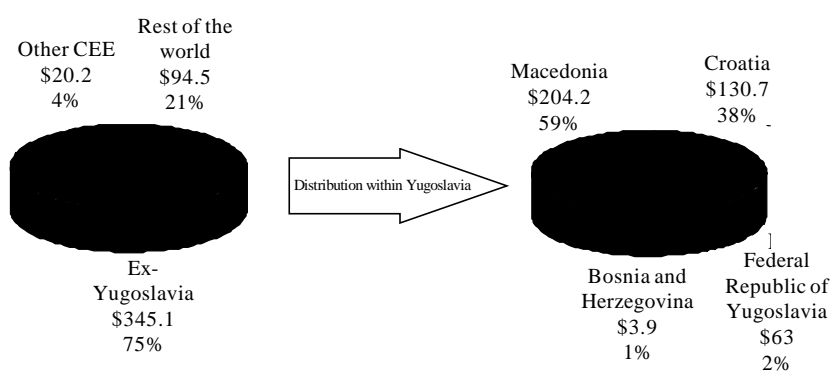 Other CEE
$20.2
4%
Rest of the
world
$94.5
21%
Ex-
Yugoslavia
$345.1
75%
Distribution within Yugoslavia
Macedonia
$204.2
59%
Croatia
$130.7
38%
Bosnia and
Herzegovina
$3.9
1%
Federal
Republic of
Yugoslavia
$63
2%